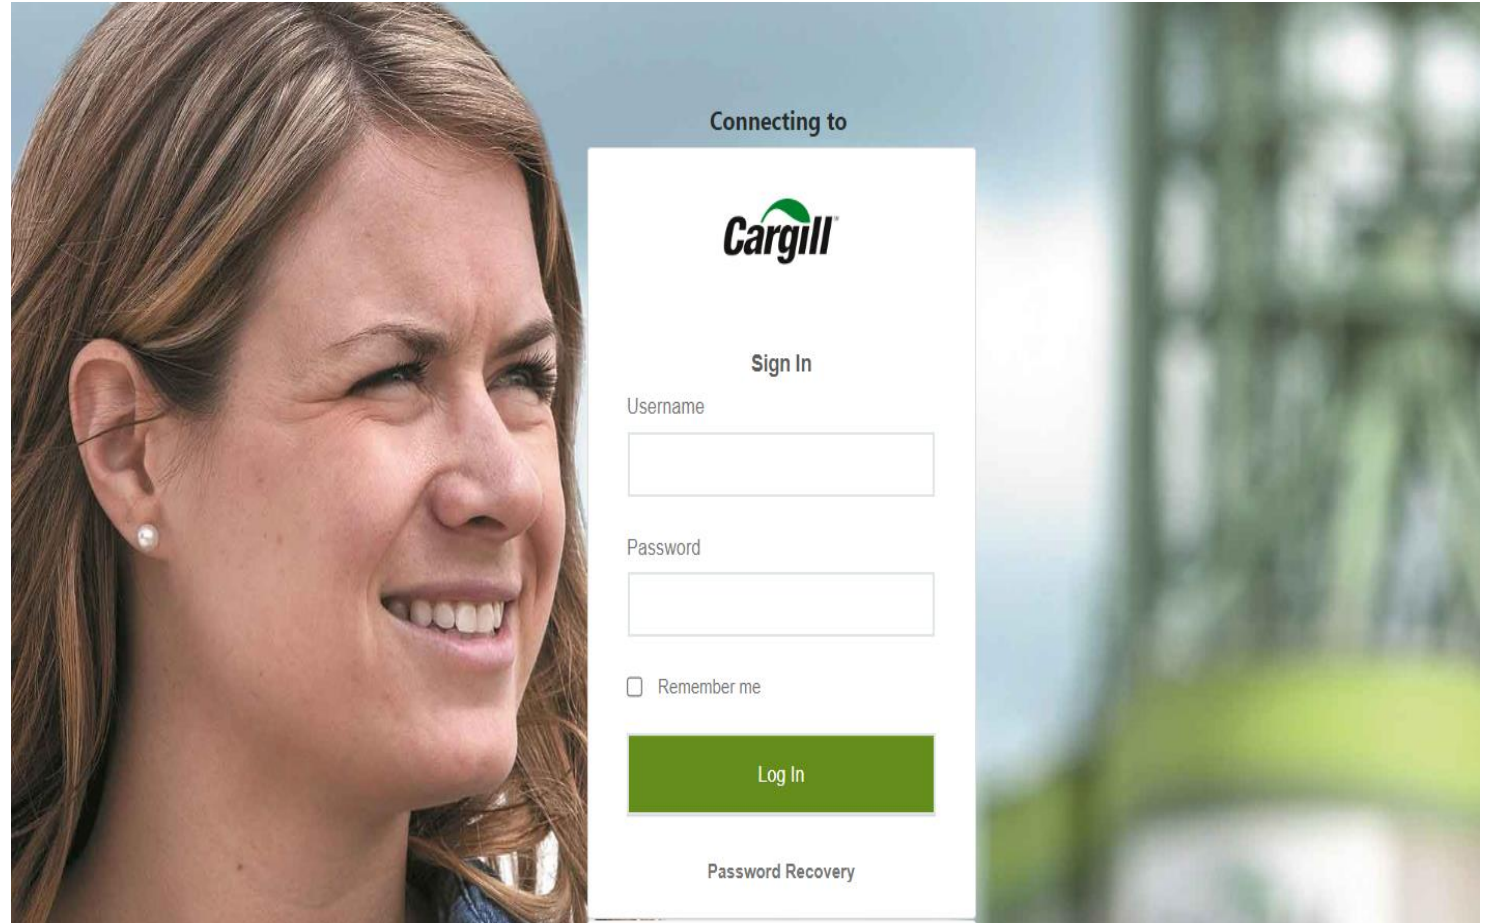 Connecting to
Cargill
Sign In
Username
Password
Remember me
Log In
Password Recovery